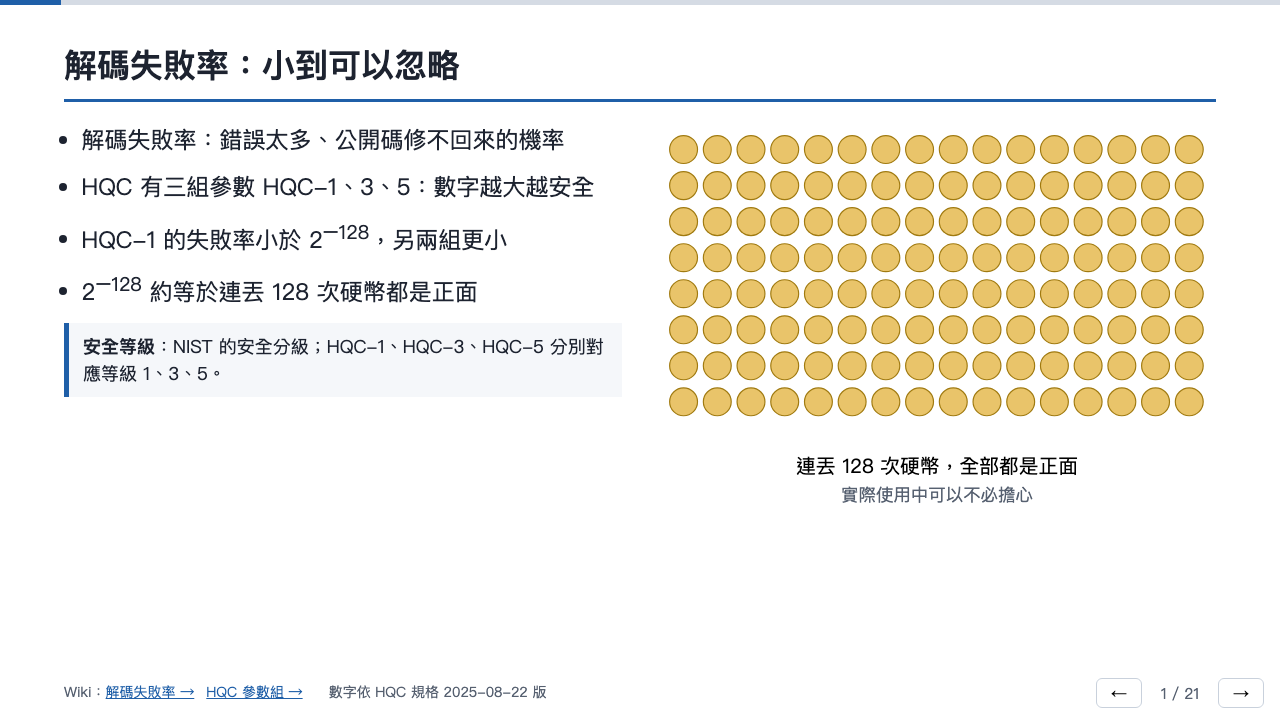 解碼失敗率：小到可以忽略
• 解碼失敗率：錯誤太多、公開碼修不回來的機率
• HQC 有三組參數 HQC–1、3、5：數字越大越安全
• HQC–1 的失敗率小於 2⁻¹²⁸，另兩組更小
• 2⁻¹²⁸ 約等於連丟 128 次硬幣都是正面
安全等級：NIST 的安全分級；HQC–1、HQC–3、HQC–5 分別對
應等級 1、3、5。
連丟 128 次硬幣，全部都是正面
實際使用中可以不必擔心
Wiki：解碼失敗率 → HQC 參數組 → 數字依 HQC 規格 2025–08–22 版
← 1 / 21 →